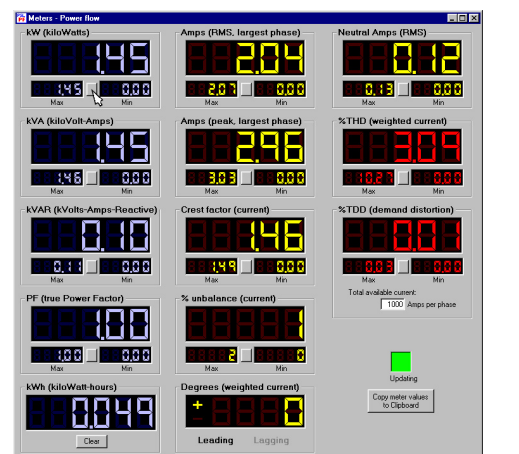 Meters - Power flow
kW (kiloWatts)
1.45
1.45 0.00
Max Min
kVA (kiloVolt-Amps)
1.45
1.46 0.00
Max Min
kVAR (kVolts-Amps-Reactive)
0.10
0.11 0.00
Max Min
PF (true Power Factor)
1.00
1.00 0.00
Max Min
kWh (kiloWatt-hours)
0.049
Clear
Amps (RMS, largest phase)
2.04
2.07 0.00
Max Min
Amps (peak, largest phase)
2.96
3.03 0.00
Max Min
Crest factor (current)
1.46
1.49 0.00
Max Min
% unbalance (current)
1
2 0
Max Min
Degrees (weighted current)
+ 0
Leading Lagging
Neutral Amps (RMS)
0.12
0.13 0.00
Max Min
%THD (weighted current)
3.09
10.27 0.00
Max Min
%TDD (demand distortion)
0.01
0.03 0.00
Max Min
Total available current:
1000 Amps per phase
Updating
Copy meter values
to Clipboard